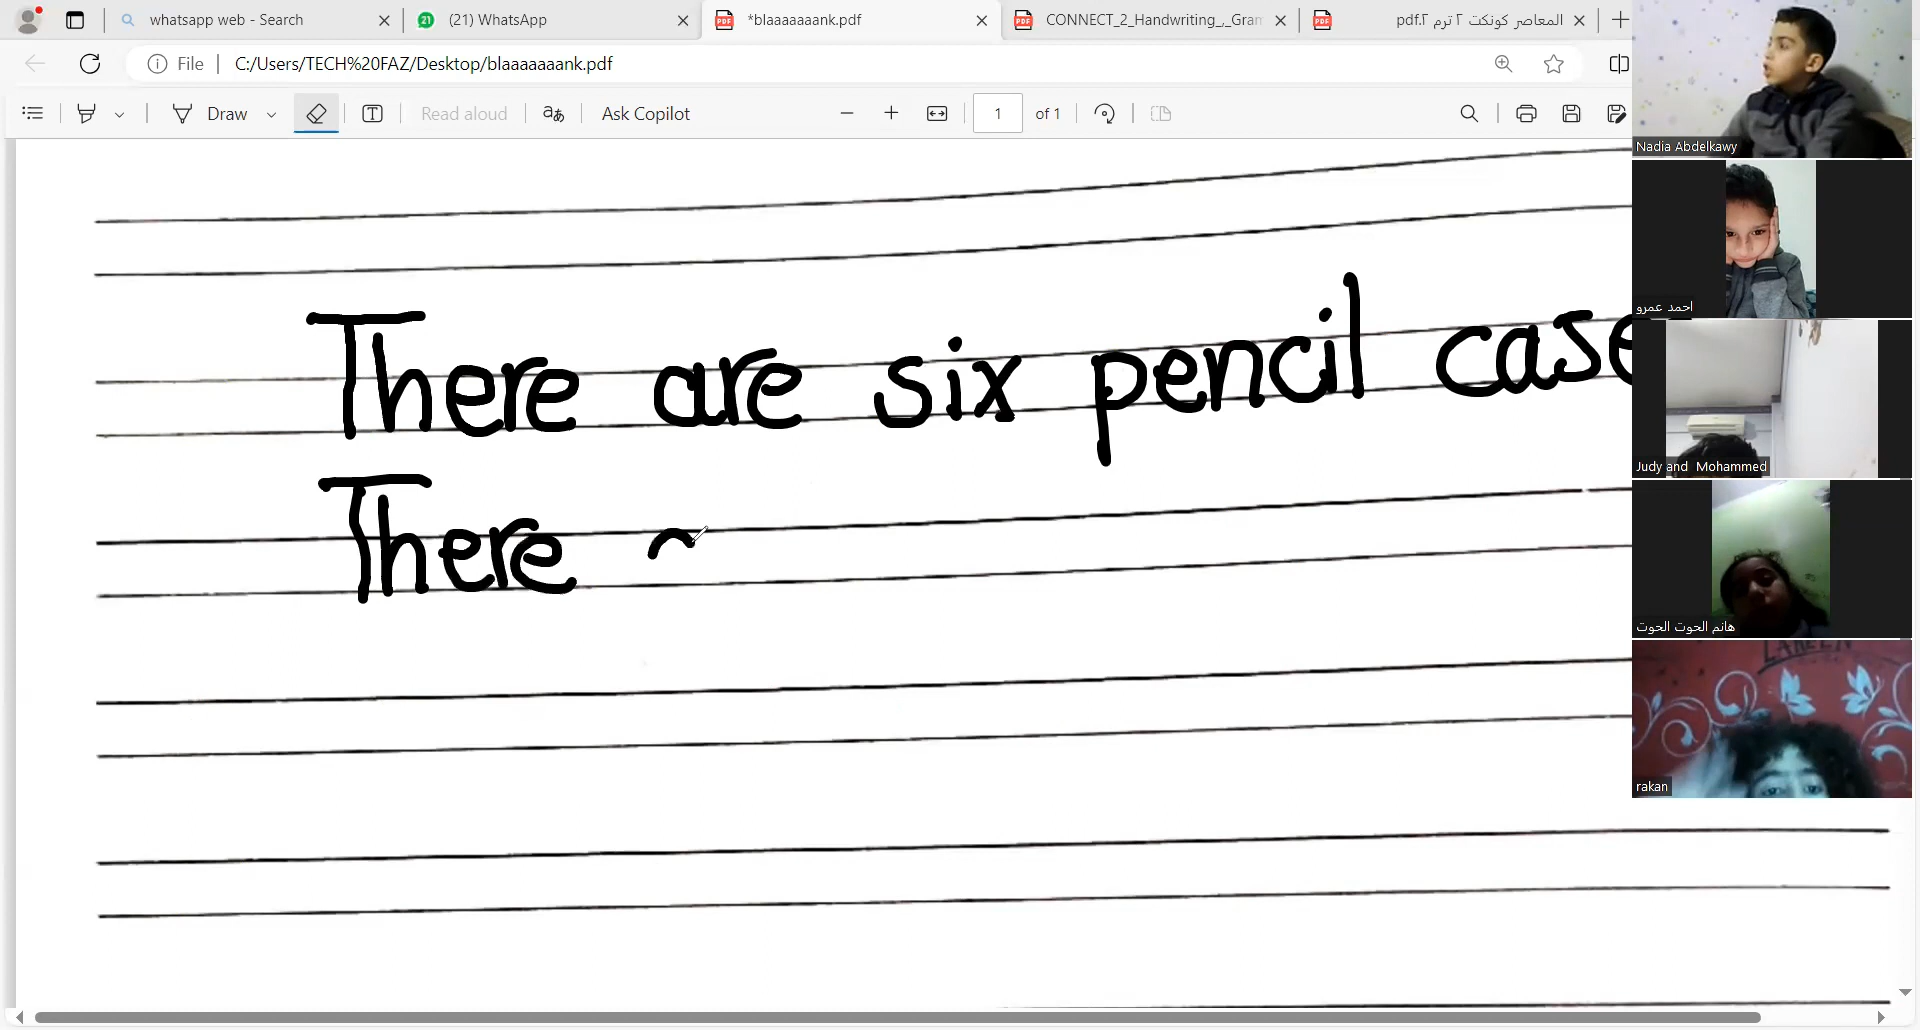 whatsapp web - Search
(21) WhatsApp
*blaaaaaaank.pdf
CONNECT_2_Handwriting_,_Gran
المعاصر كونكت ٢ ترم ٢.pdf
File
C:/Users/TECH%20FAZ/Desktop/blaaaaaaank.pdf
Draw
Read aloud
Ask Copilot
1 of 1
There are six pencil case
There
Nadia Abdelkawy
احمد عمرو
Judy and Mohammed
هانم الحوت الحوت
rakan